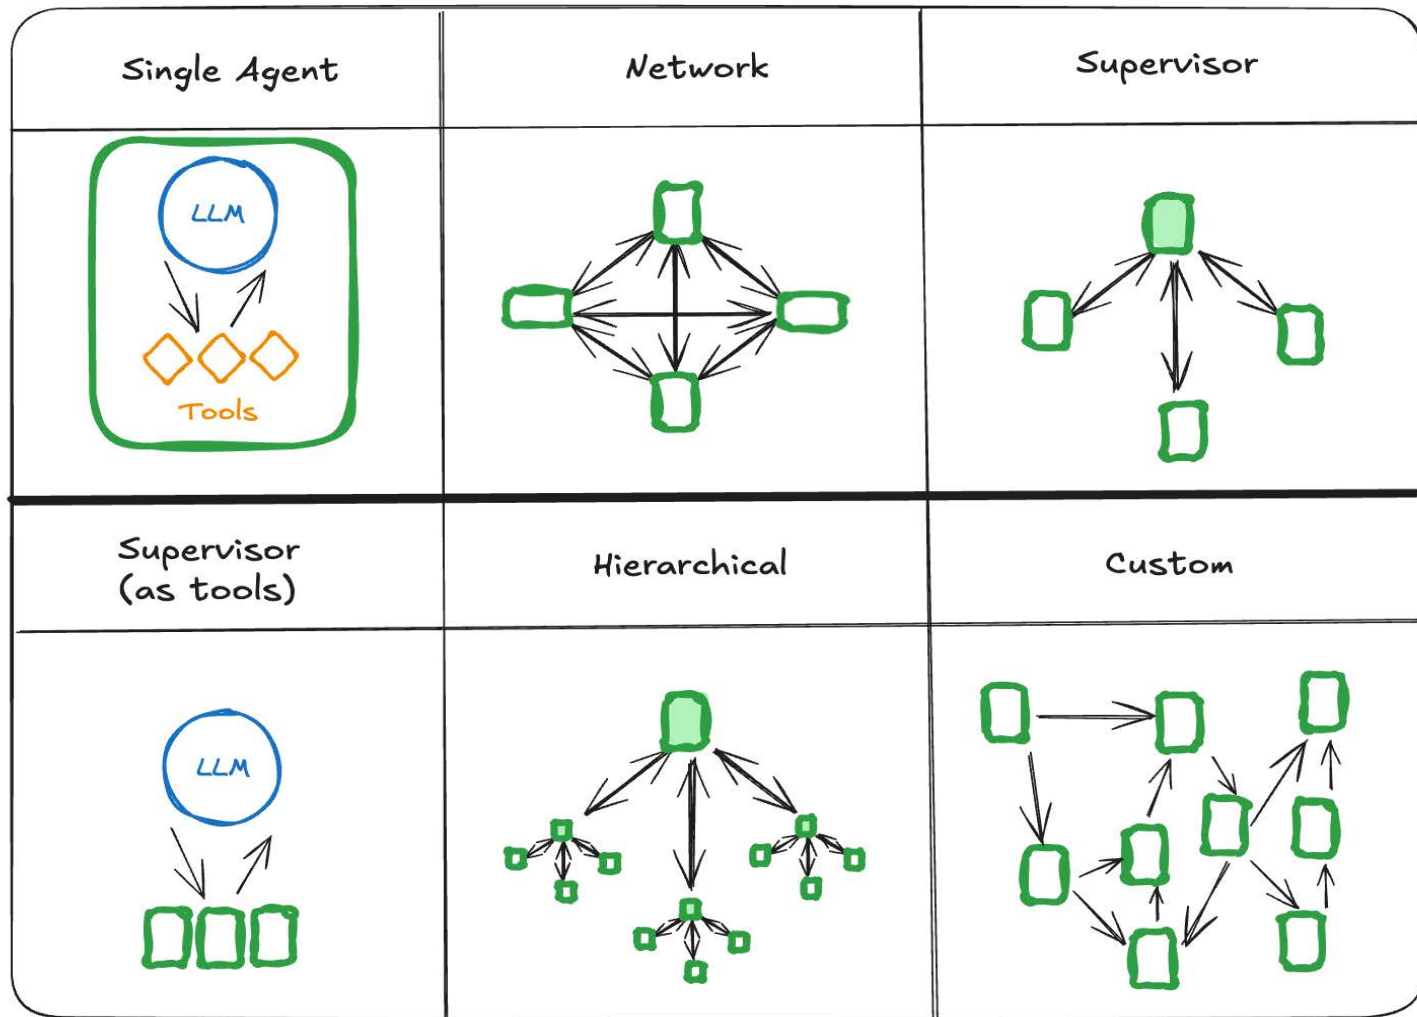 Single Agent
Network
Supervisor
LLM
Tools
Supervisor
(as tools)
Hierarchical
Custom
LLM